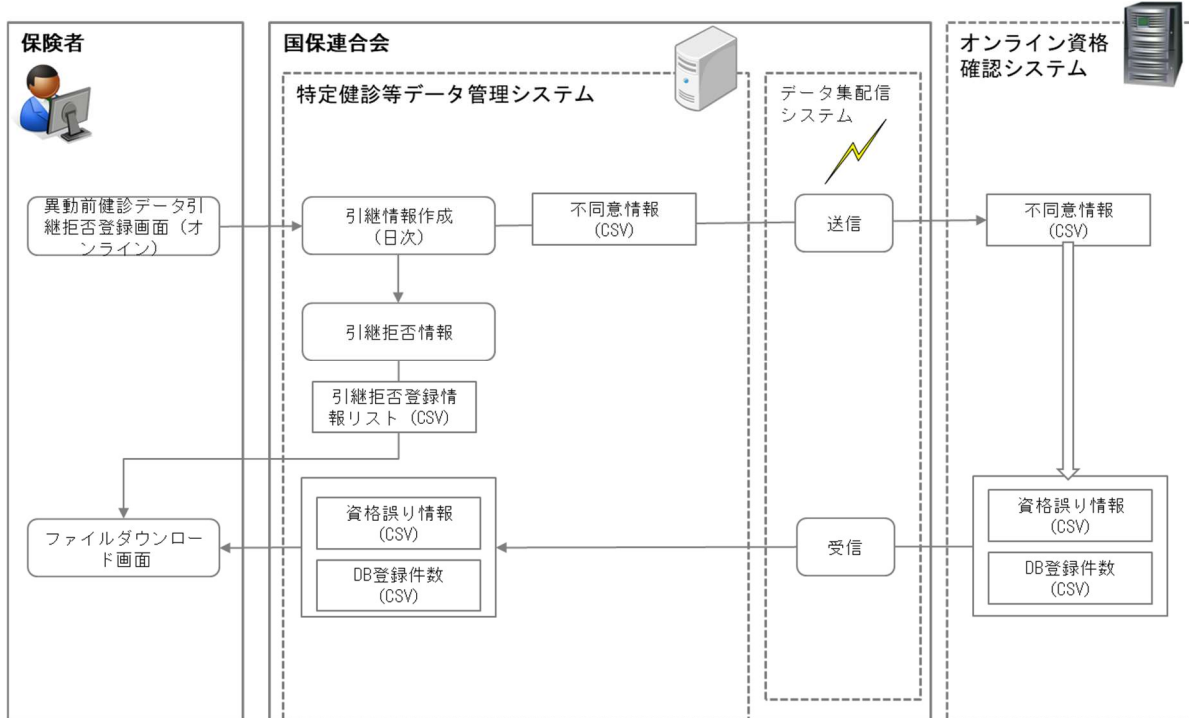 保険者
国保連合会
オンライン資格
確認システム
特定健診等データ管理システム
データ集配信
システム
異動前健診データ引
継拒否登録画面（オ
ンライン）
引継情報作成
（日次）
不同意情報
(CSV)
送信
不同意情報
(CSV)
引継拒否情報
引継拒否登録情
報リスト（CSV）
ファイルダウンロー
ド画面
資格誤り情報
(CSV)
DB登録件数
(CSV)
受信
資格誤り情報
(CSV)
DB登録件数
(CSV)